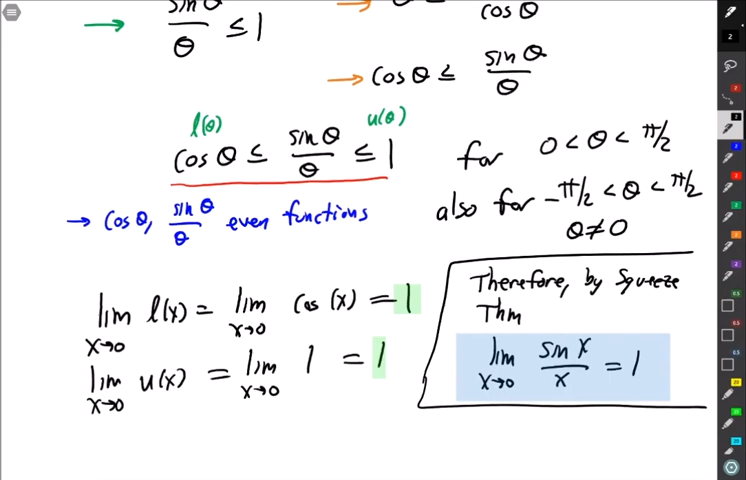 → sin θ/θ ≤ 1
cos θ
→ cos θ ≤ sin θ/θ
l(θ) u(θ)
cos θ ≤ sin θ/θ ≤ 1 for 0 < θ < π/2
also for -π/2 < θ < π/2
θ ≠ 0
→ cos θ, sin θ/θ even functions
lim x→0 l(x) = lim x→0 cos(x) = 1
lim x→0 u(x) = lim x→0 1 = 1
Therefore, by Squeeze
Thm
lim x→0 sin x/x = 1